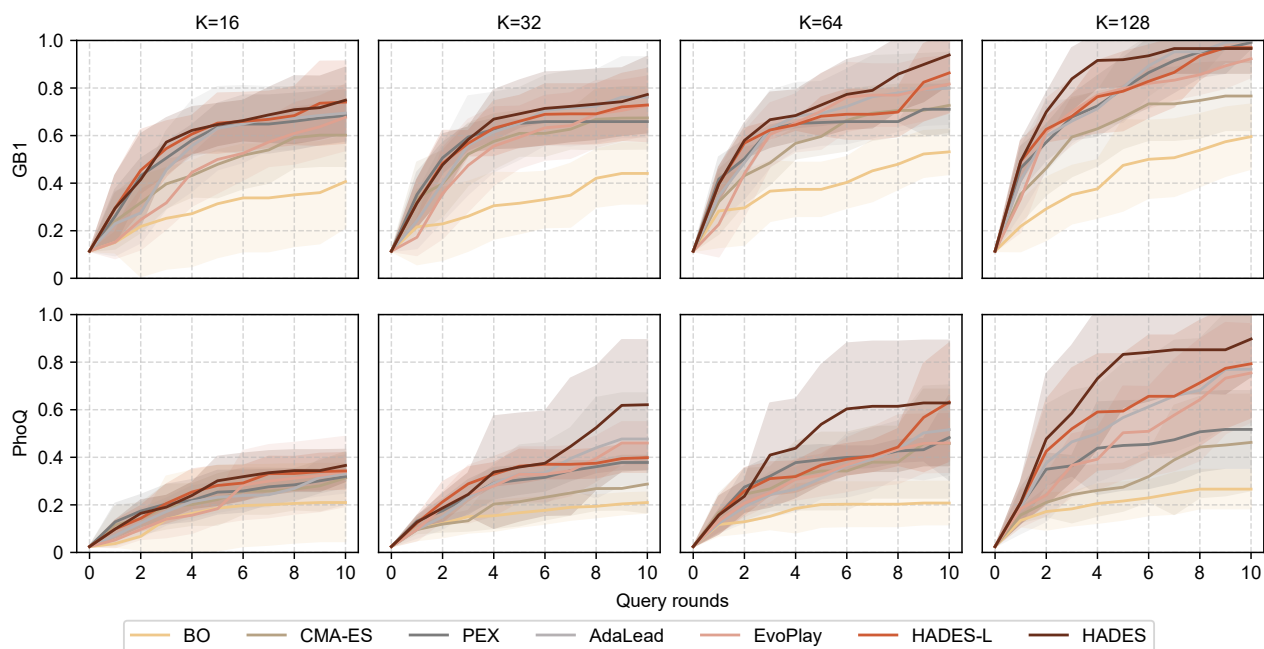 K=16 K=32 K=64 K=128
GB1
1.0
0.8
0.6
0.4
0.2
0
PhoQ
1.0
0.8
0.6
0.4
0.2
0
0 2 4 6 8 10 0 2 4 6 8 10 0 2 4 6 8 10 0 2 4 6 8 10
Query rounds
BO CMA-ES PEX AdaLead EvoPlay HADES-L HADES